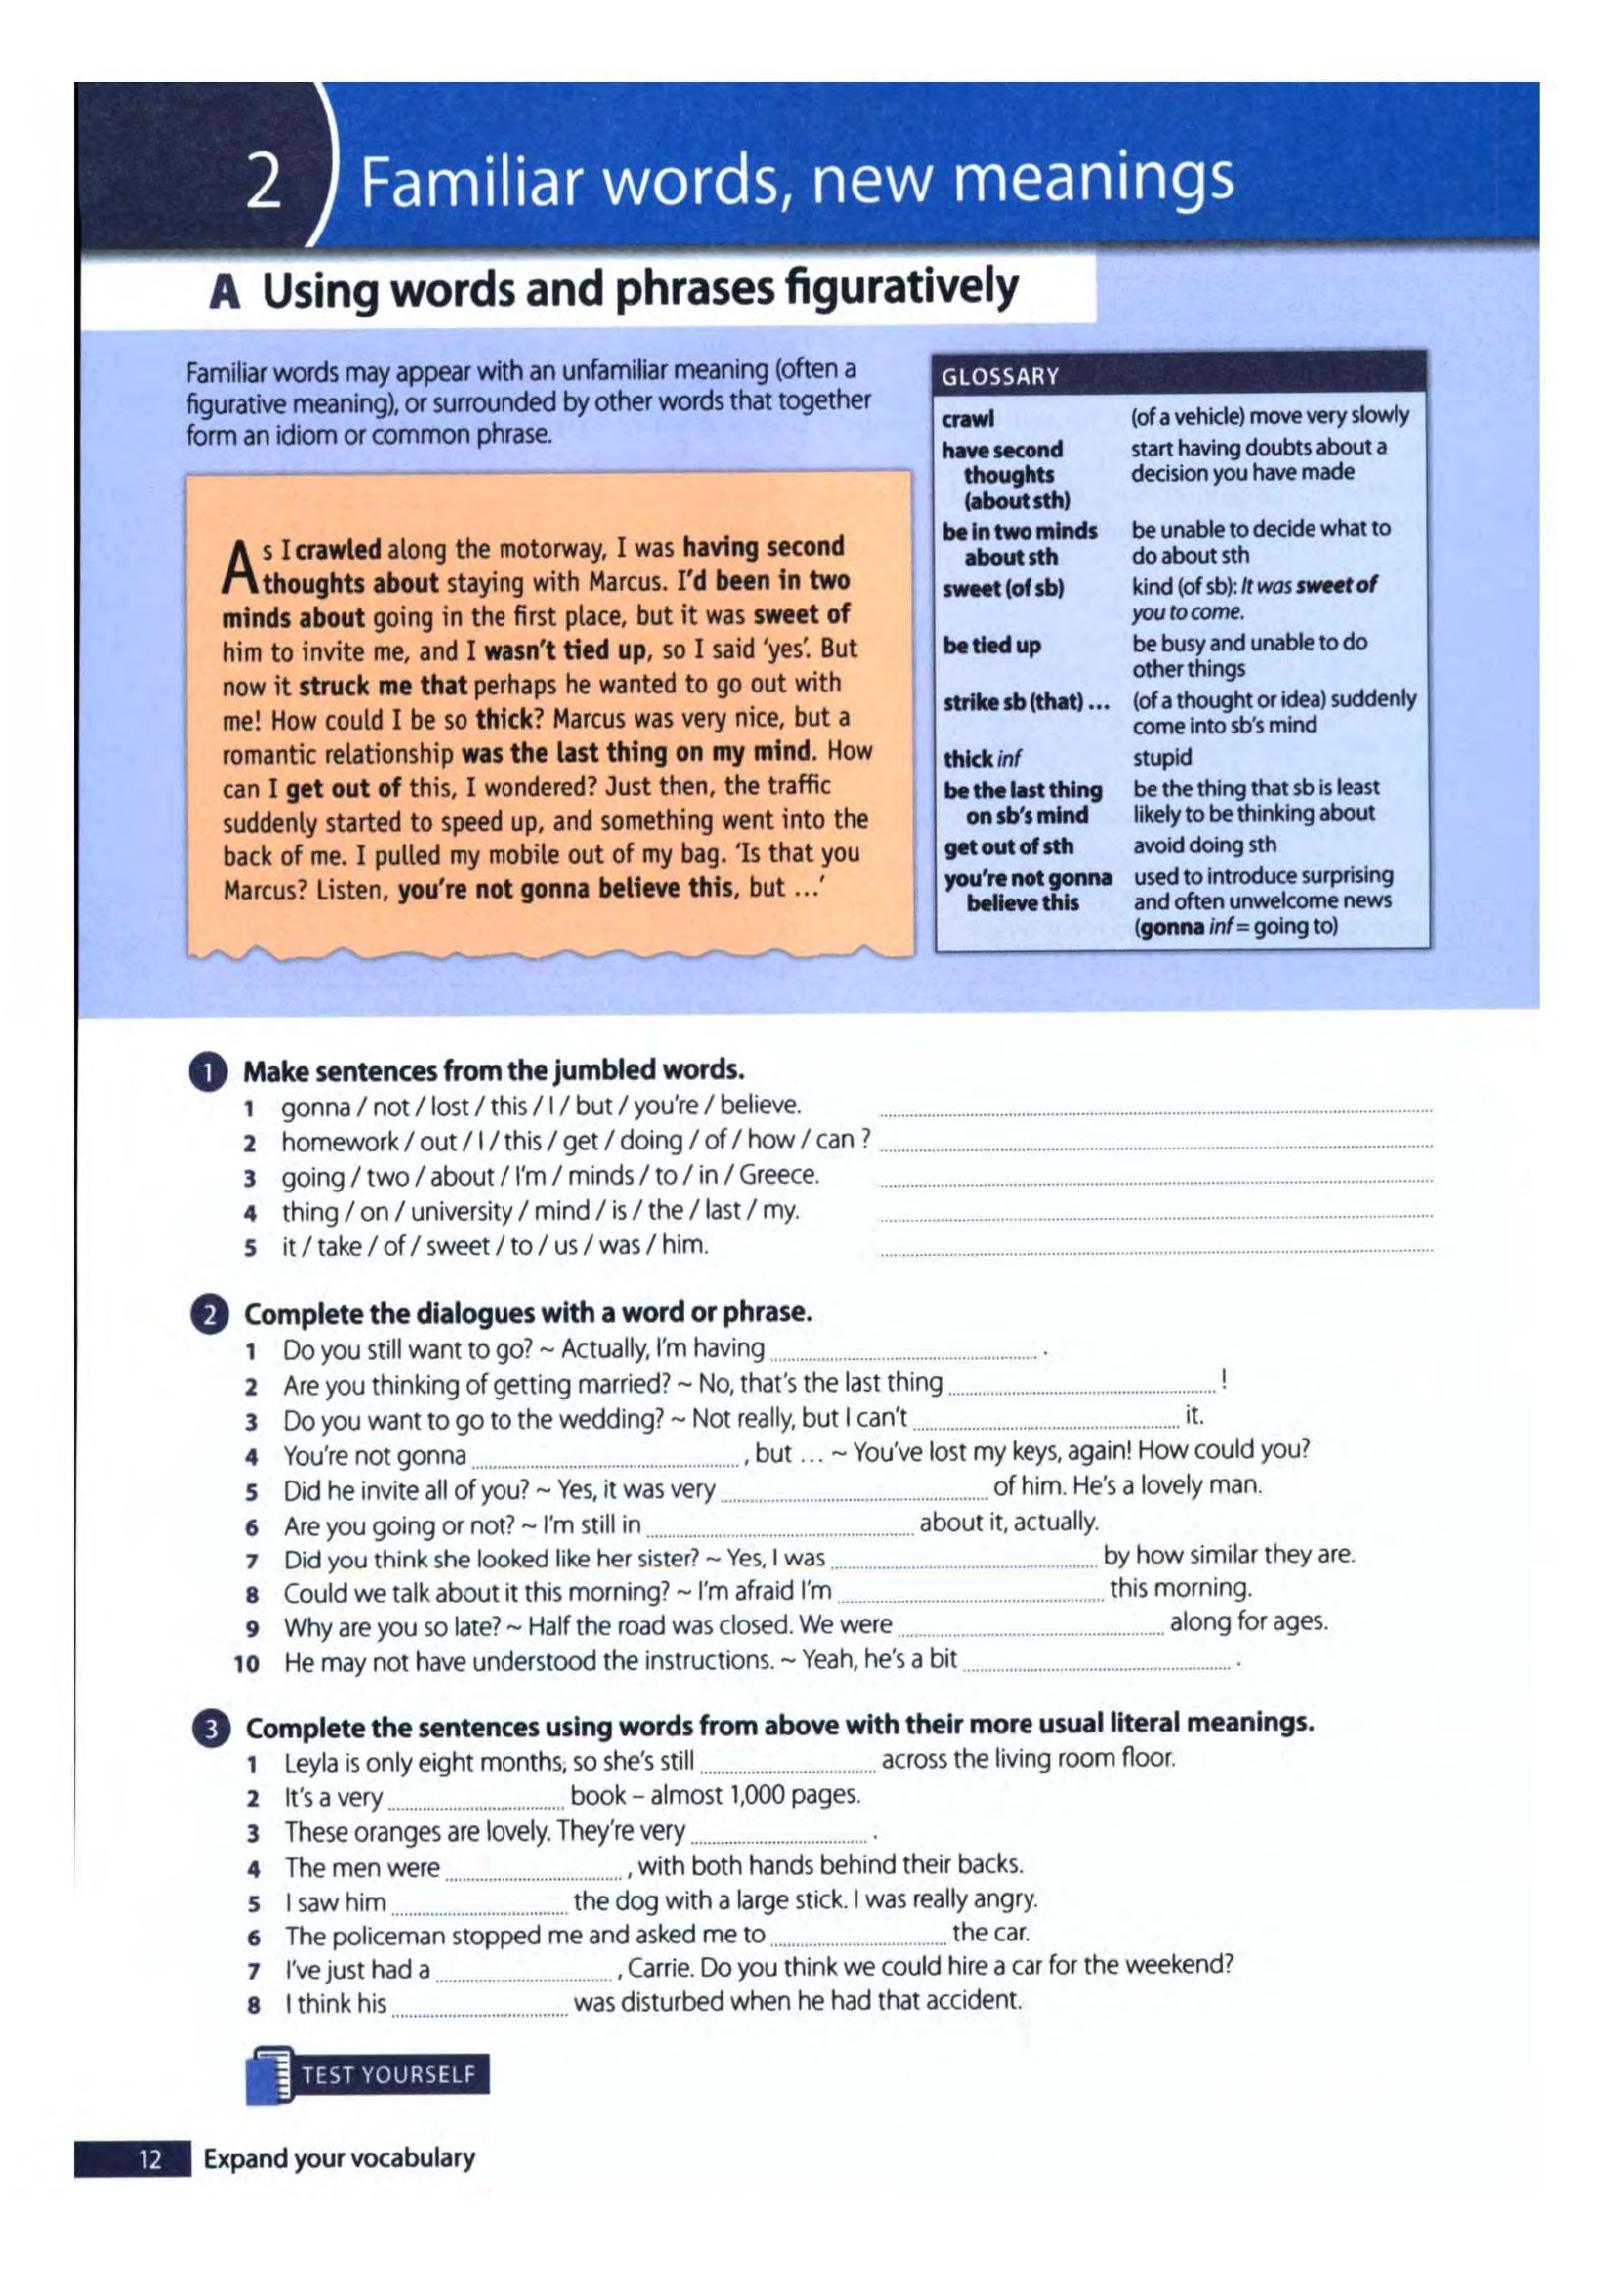 2 Familiar words, new meanings
A Using words and phrases figuratively
Familiar words may appear with an unfamiliar meaning (often a
figurative meaning), or surrounded by other words that together
form an idiom or common phrase.
As I crawled along the motorway, I was having second
thoughts about staying with Marcus. I'd been in two
minds about going in the first place, but it was sweet of
him to invite me, and I wasn't tied up, so I said 'yes'. But
now it struck me that perhaps he wanted to go out with
me! How could I be so thick? Marcus was very nice, but a
romantic relationship was the last thing on my mind. How
can I get out of this, I wondered? Just then, the traffic
suddenly started to speed up, and something went into the
back of me. I pulled my mobile out of my bag. 'Is that you
Marcus? Listen, you're not gonna believe this, but ...'
GLOSSARY
crawl (of a vehicle) move very slowly
have second start having doubts about a
thoughts decision you have made
(about sth)
be in two minds be unable to decide what to
about sth do about sth
sweet (of sb) kind (of sb): It was sweet of
you to come.
be tied up be busy and unable to do
other things
strike sb (that) ... (of a thought or idea) suddenly
come into sb's mind
thick inf stupid
be the last thing be the thing that sb is least
on sb's mind likely to be thinking about
get out of sth avoid doing sth
you're not gonna used to introduce surprising
believe this and often unwelcome news
(gonna inf = going to)
1 Make sentences from the jumbled words.
1 gonna / not / lost / this / I / but / you're / believe.
2 homework / out / I / this / get / doing / of / how / can ?
3 going / two / about / I'm / minds / to / in / Greece.
4 thing / on / university / mind / is / the / last / my.
5 it / take / of / sweet / to / us / was / him.
2 Complete the dialogues with a word or phrase.
1 Do you still want to go? ~ Actually, I'm having .......... .
2 Are you thinking of getting married? ~ No, that's the last thing .......... !
3 Do you want to go to the wedding? ~ Not really, but I can't .......... it.
4 You're not gonna .......... , but ... ~ You've lost my keys, again! How could you?
5 Did he invite all of you? ~ Yes, it was very .......... of him. He's a lovely man.
6 Are you going or not? ~ I'm still in .......... about it, actually.
7 Did you think she looked like her sister? ~ Yes, I was .......... by how similar they are.
8 Could we talk about it this morning? ~ I'm afraid I'm .......... this morning.
9 Why are you so late? ~ Half the road was closed. We were .......... along for ages.
10 He may not have understood the instructions. ~ Yeah, he's a bit .......... .
3 Complete the sentences using words from above with their more usual literal meanings.
1 Leyla is only eight months, so she's still .......... across the living room floor.
2 It's a very .......... book – almost 1,000 pages.
3 These oranges are lovely. They're very .......... .
4 The men were .......... , with both hands behind their backs.
5 I saw him .......... the dog with a large stick. I was really angry.
6 The policeman stopped me and asked me to .......... the car.
7 I've just had a .......... , Carrie. Do you think we could hire a car for the weekend?
8 I think his .......... was disturbed when he had that accident.
TEST YOURSELF
12 Expand your vocabulary